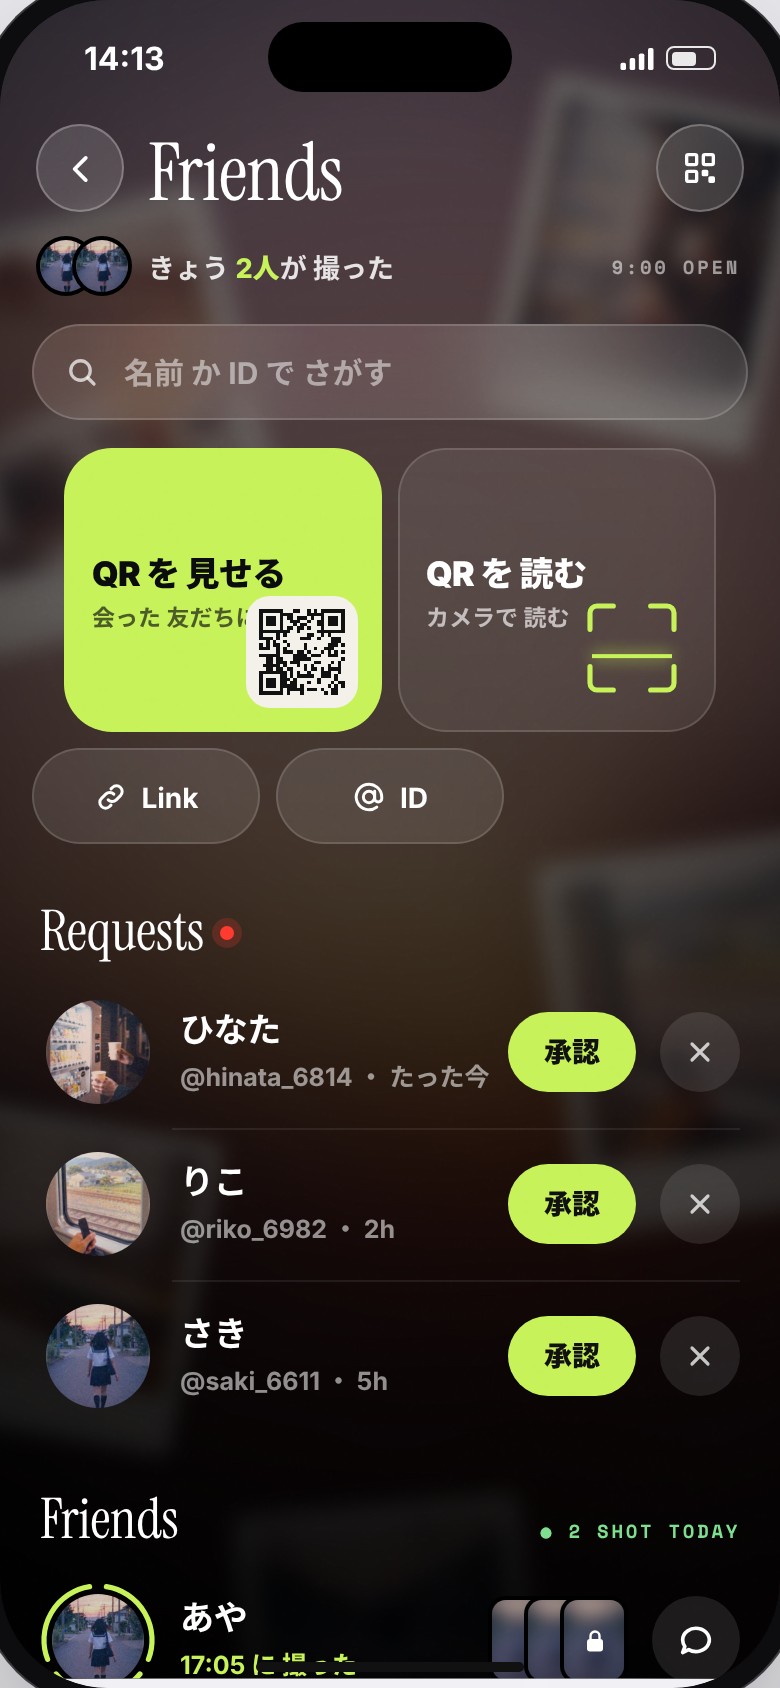 14:13
Friends
きょう 2人が 撮った
9:00 OPEN
名前 か ID で さがす
QR を 見せる
会った 友だちに
QR を 読む
カメラで 読む
Link
@ ID
Requests
ひなた
@hinata_6814 ・ たった今
承認
りこ
@riko_6982 ・ 2h
承認
さき
@saki_6611 ・ 5h
承認
Friends
2 SHOT TODAY
あや
17:05 に 撮った